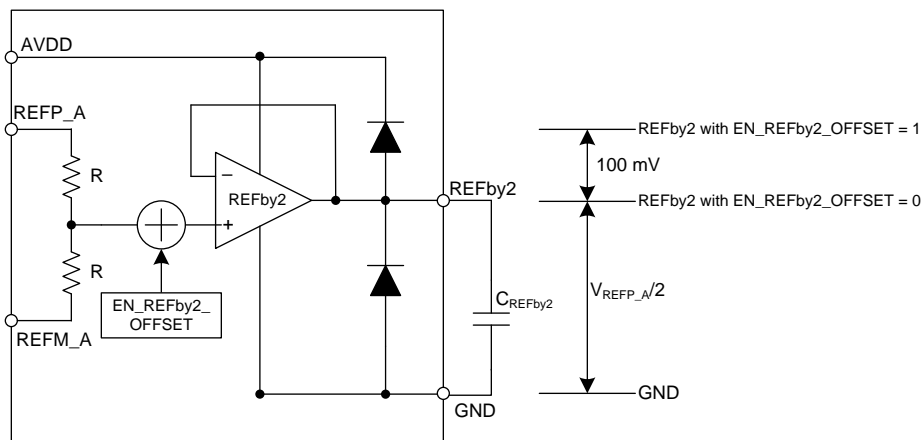 AVDD
REFP_A
R
R
REFM_A
EN_REFby2_
OFFSET
−
REFby2
+
REFby2
C_REFby2
GND
REFby2 with EN_REFby2_OFFSET = 1
100 mV
REFby2 with EN_REFby2_OFFSET = 0
V_REFP_A/2
GND